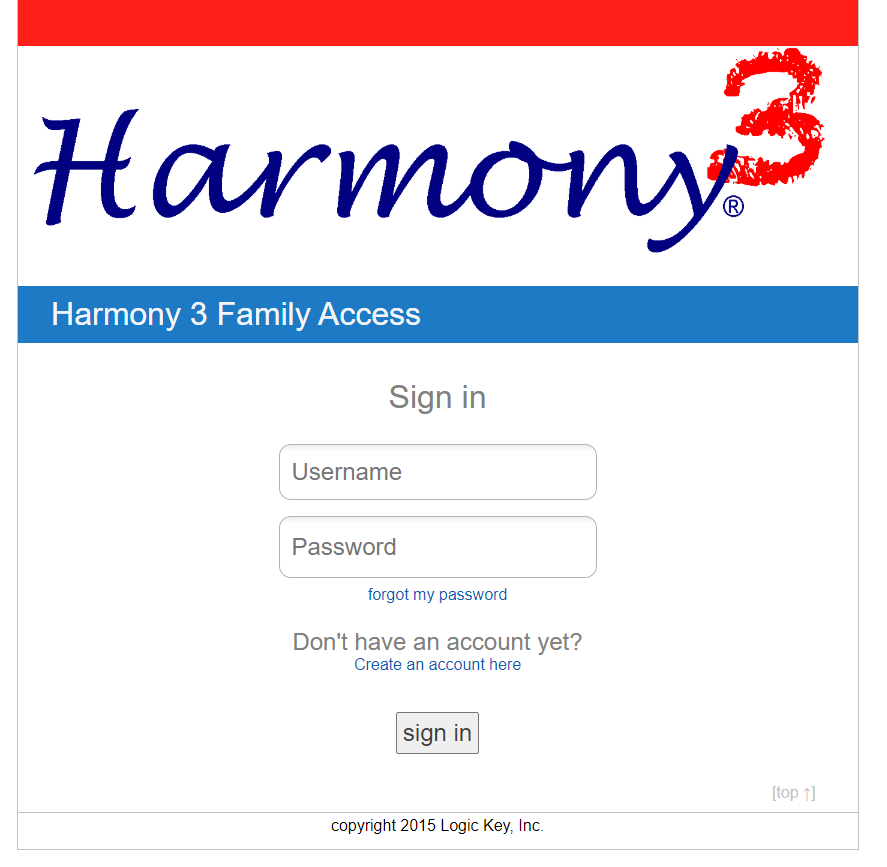 Harmony 3
®
Harmony 3 Family Access
Sign in
Username
Password
forgot my password
Don't have an account yet?
Create an account here
sign in
[top ↑]
copyright 2015 Logic Key, Inc.